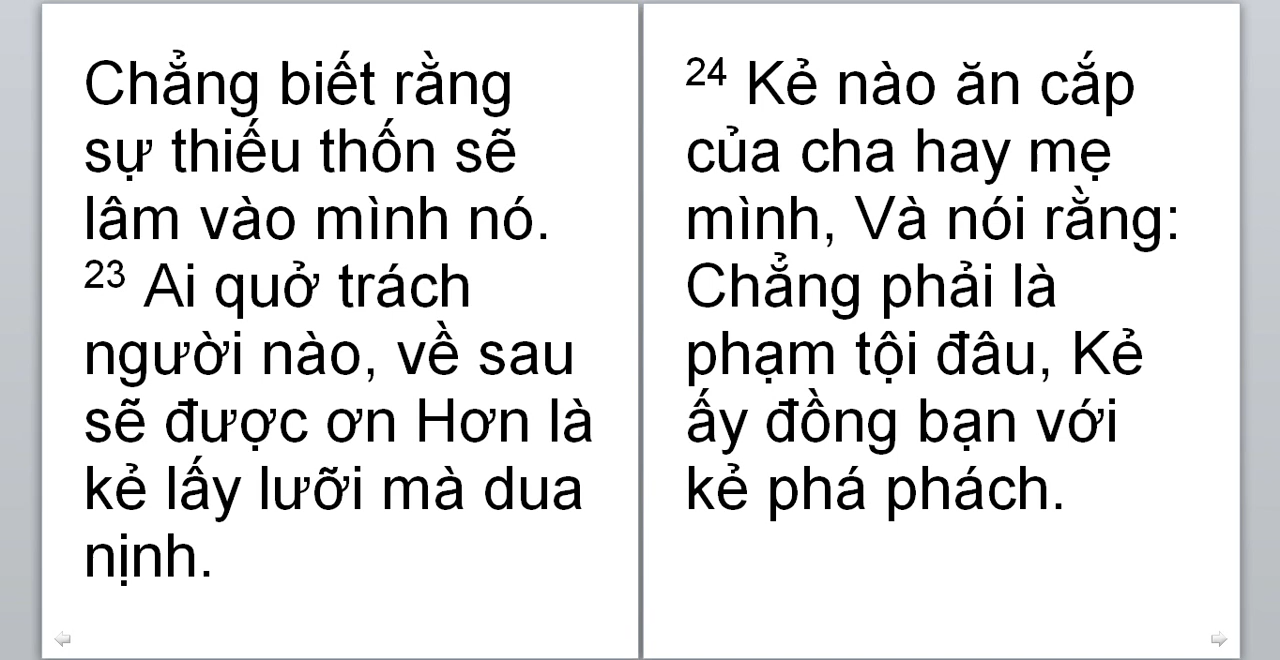 Chẳng biết rằng
sự thiếu thốn sẽ
lâm vào mình nó.
23 Ai quở trách
người nào, về sau
sẽ được ơn Hơn là
kẻ lấy lưỡi mà dua
nịnh.
24 Kẻ nào ăn cắp
của cha hay mẹ
mình, Và nói rằng:
Chẳng phải là
phạm tội đâu, Kẻ
ấy đồng bạn với
kẻ phá phách.